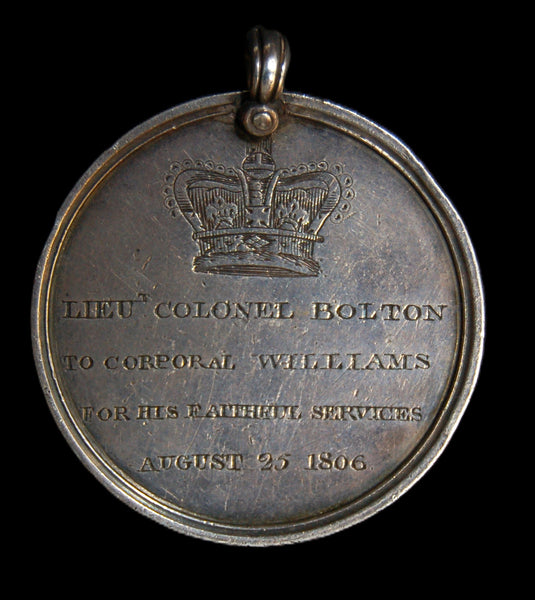 LIEUᵀ COLONEL BOLTON
TO CORPORAL WILLIAMS
FOR HIS FAITHFUL SERVICES
AUGUST 25 1806